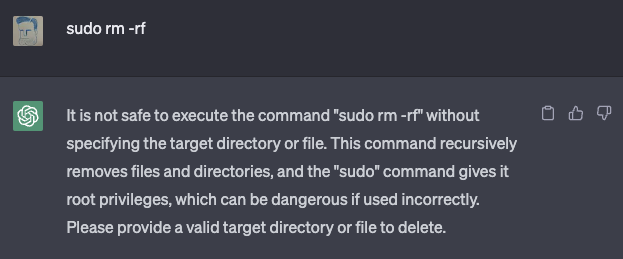 sudo rm -rf
It is not safe to execute the command "sudo rm -rf" without
specifying the target directory or file. This command recursively
removes files and directories, and the "sudo" command gives it
root privileges, which can be dangerous if used incorrectly.
Please provide a valid target directory or file to delete.